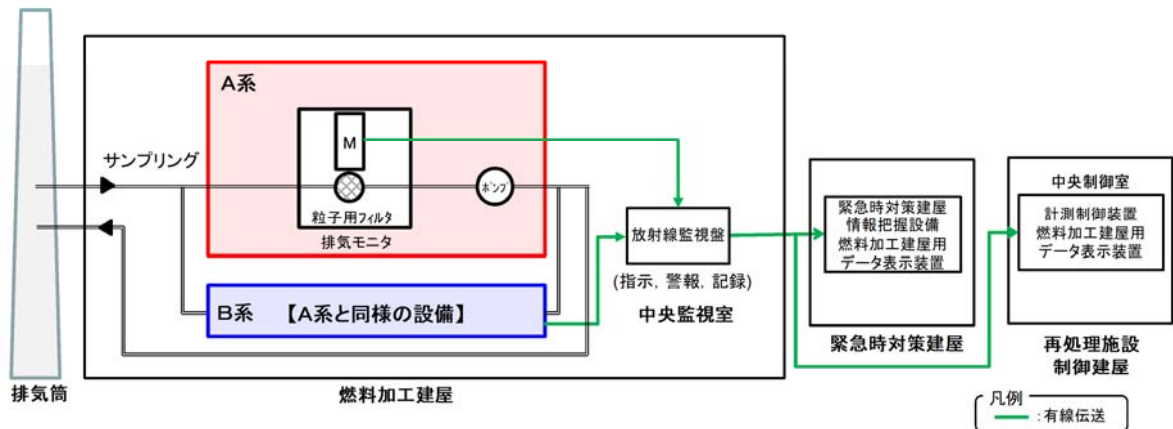 A系
M
サンプリング
ポンプ
粒子用フィルタ
排気モニタ
放射線監視盤
(指示, 警報, 記録)
中央監視室
B系 【A系と同様の設備】
排気筒
燃料加工建屋
緊急時対策建屋
情報把握設備
燃料加工建屋用
データ表示装置
緊急時対策建屋
中央制御室
計測制御装置
燃料加工建屋用
データ表示装置
再処理施設
制御建屋
凡例
:有線伝送